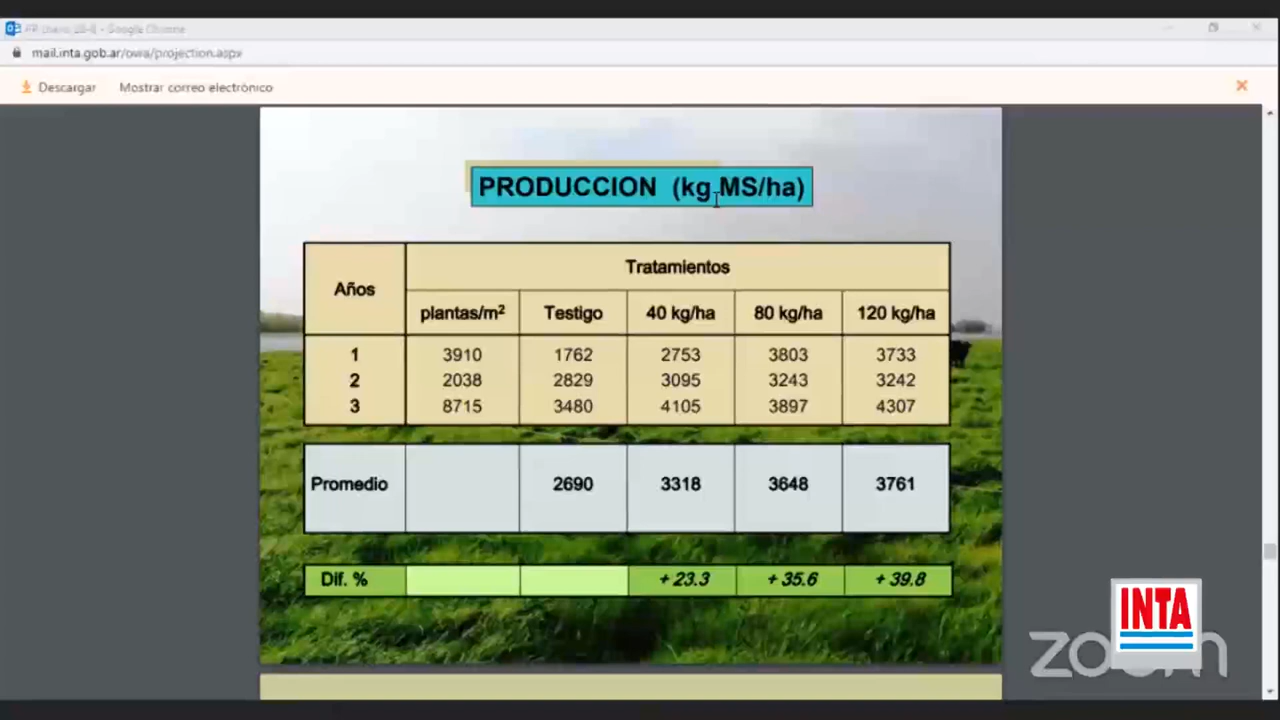 Google Chrome
mail.inta.gob.ar/owa/projection.aspx
Descargar Mostrar correo electrónico
PRODUCCION (kg MS/ha)
Años Tratamientos
plantas/m² Testigo 40 kg/ha 80 kg/ha 120 kg/ha
1 3910 1762 2753 3803 3733
2 2038 2829 3095 3243 3242
3 8715 3480 4105 3897 4307
Promedio 2690 3318 3648 3761
Dif. % + 23.3 + 35.6 + 39.8
INTA
zoom